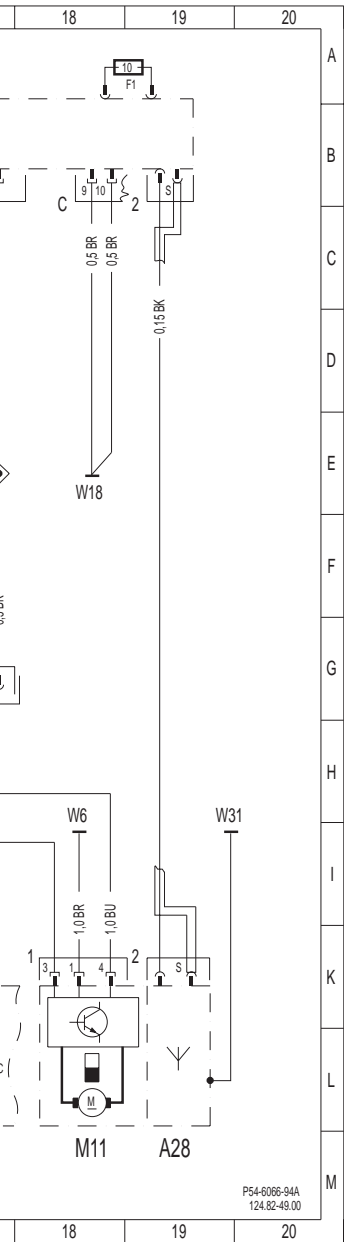 18 19 20
A
10
F1
B
9 10 S
C 2
C
0,5 BR 0,5 BR
0,15 BK
D
E
W18
F
G
H
W6 W31
I
1,0 BR 1,0 BU
1 2
3 1 4 S
K
L
M
M11 A28
M
P54-6066-94A
124.82-49.00
18 19 20